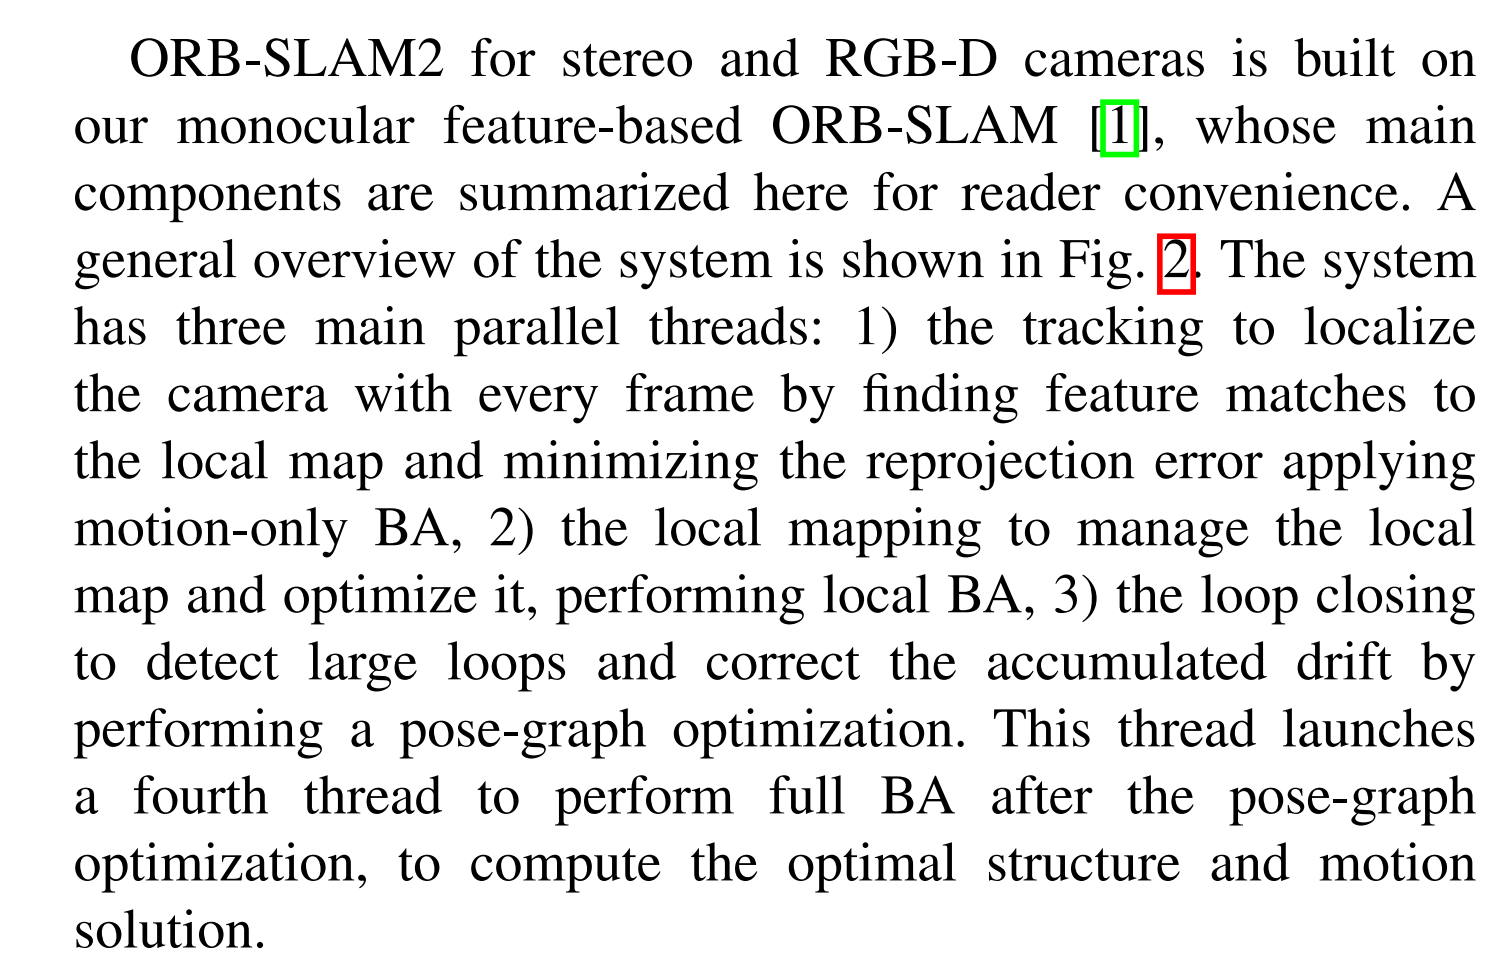 ORB-SLAM2 for stereo and RGB-D cameras is built on
our monocular feature-based ORB-SLAM [1], whose main
components are summarized here for reader convenience. A
general overview of the system is shown in Fig. 2. The system
has three main parallel threads: 1) the tracking to localize
the camera with every frame by finding feature matches to
the local map and minimizing the reprojection error applying
motion-only BA, 2) the local mapping to manage the local
map and optimize it, performing local BA, 3) the loop closing
to detect large loops and correct the accumulated drift by
performing a pose-graph optimization. This thread launches
a fourth thread to perform full BA after the pose-graph
optimization, to compute the optimal structure and motion
solution.